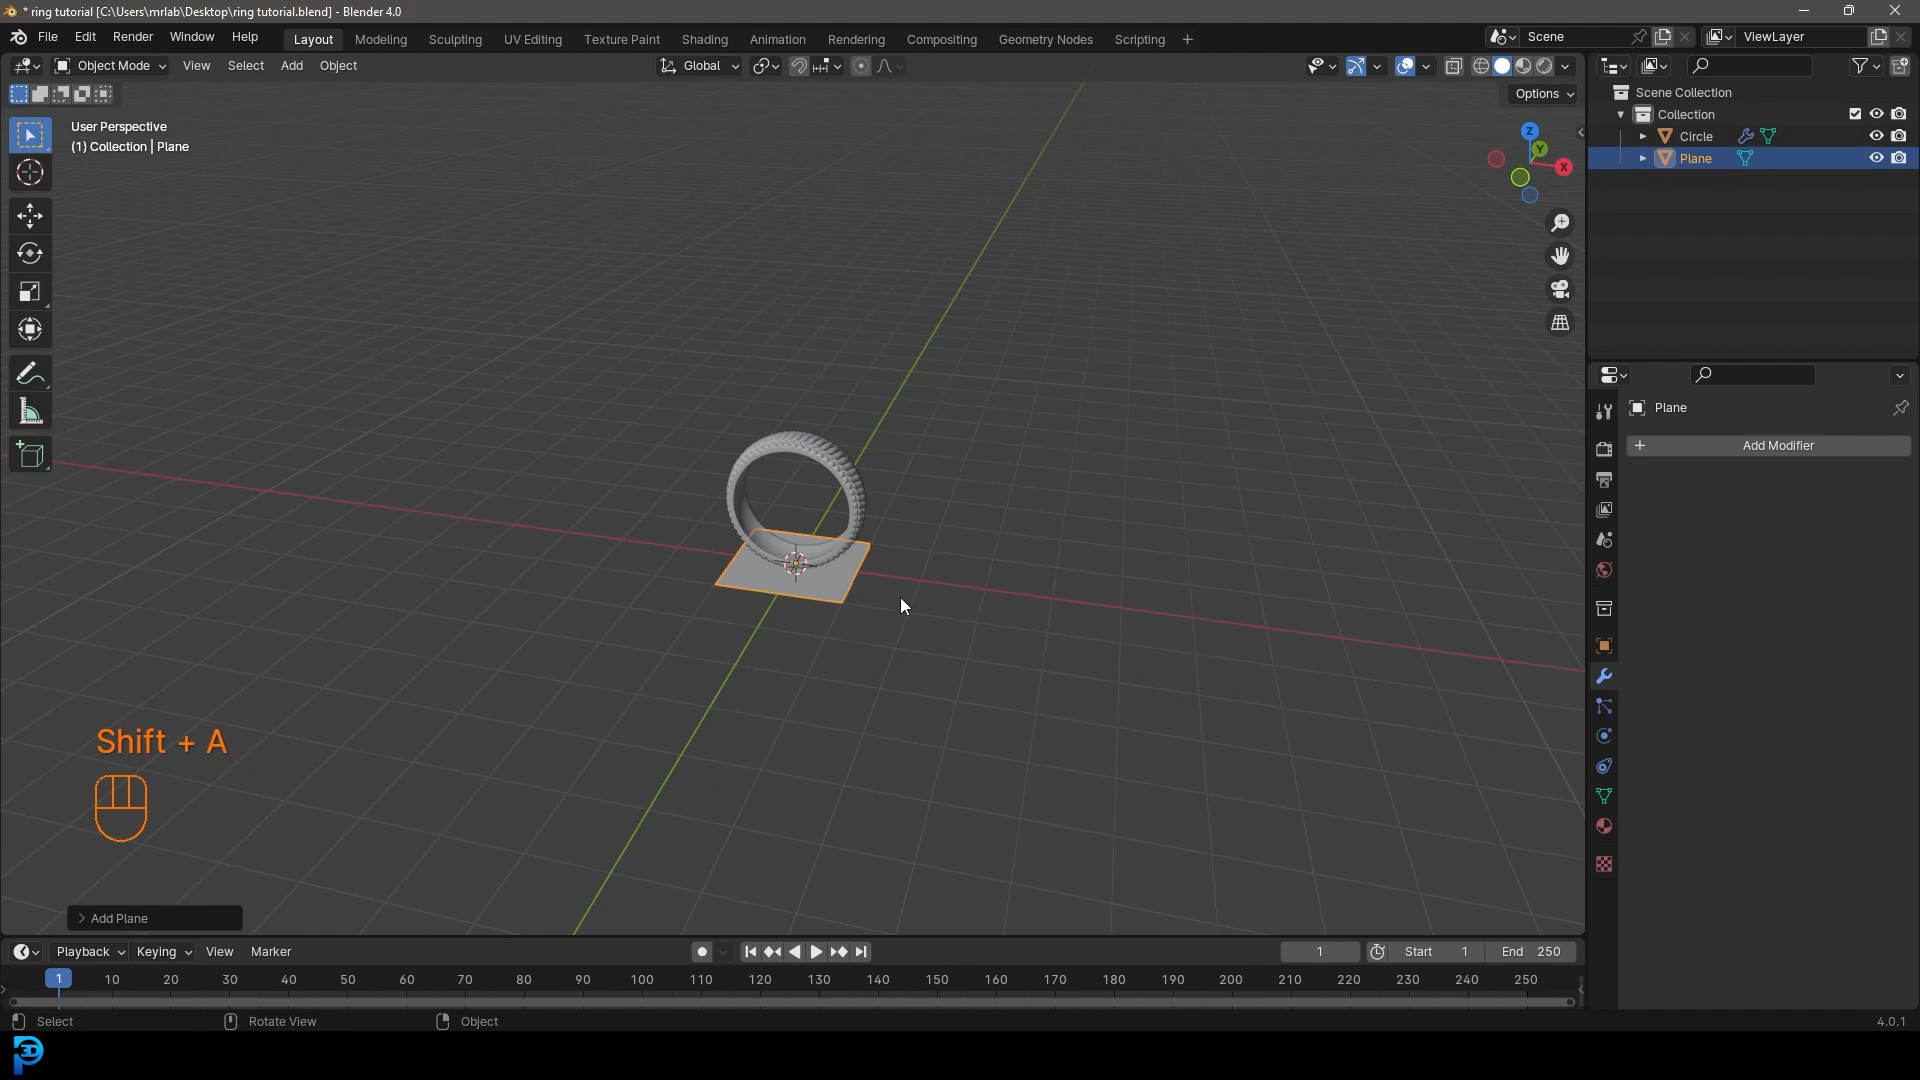 * ring tutorial [C:\Users\mrlab\Desktop\ring tutorial.blend] - Blender 4.0
File Edit Render Window Help Layout Modeling Sculpting UV Editing Texture Paint Shading Animation Rendering Compositing Geometry Nodes Scripting + Scene ViewLayer
Object Mode View Select Add Object Global
Options
User Perspective
(1) Collection | Plane
Z
Y
X
Scene Collection
Collection
Circle
Plane
Plane
+ Add Modifier
Shift + A
Add Plane
Playback Keying View Marker 1 Start 1 End 250
1 10 20 30 40 50 60 70 80 90 100 110 120 130 140 150 160 170 180 190 200 210 220 230 240 250
Select Rotate View Object 4.0.1